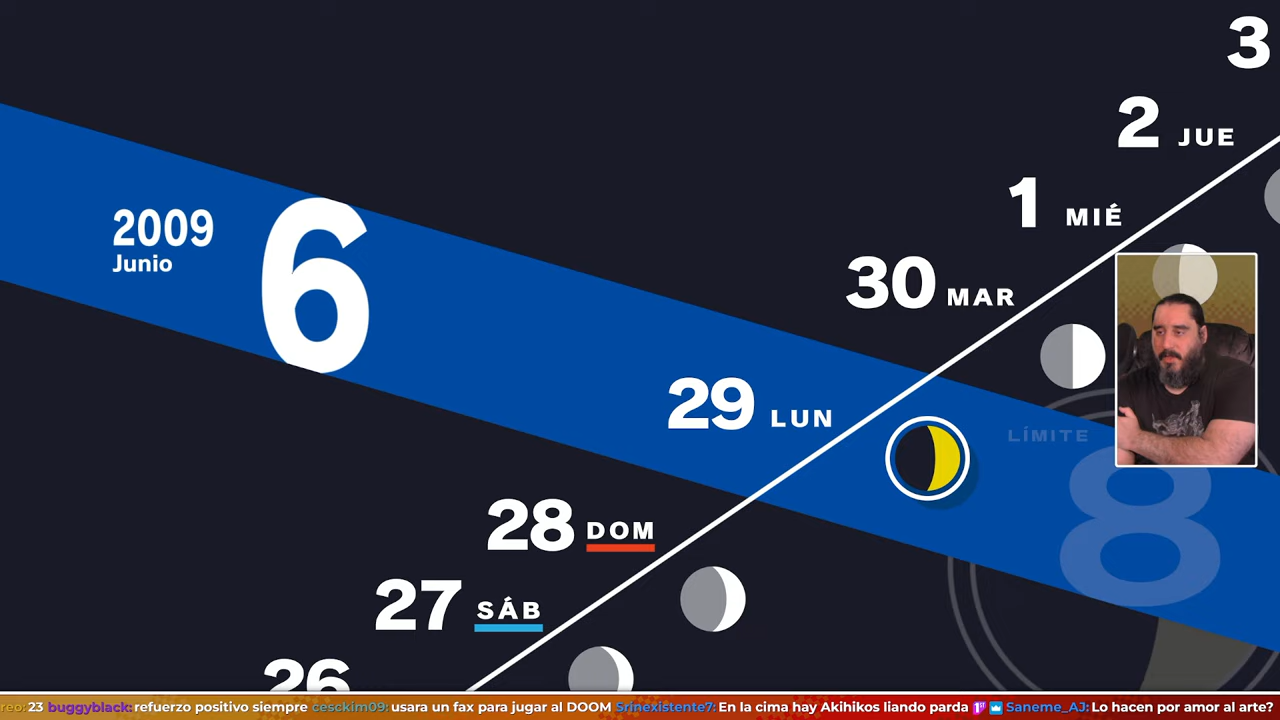 3
2 JUE
1 MIÉ
2009
Junio
6
30 MAR
29 LUN
LÍMITE
8
28 DOM
27 SÁB
26
reo: 23 buggyblack: refuerzo positivo siempre cesckim09: usara un fax para jugar al DOOM Srinexistente7: En la cima hay Akihikos liando parda 1st Saneme_AJ: Lo hacen por amor al arte?